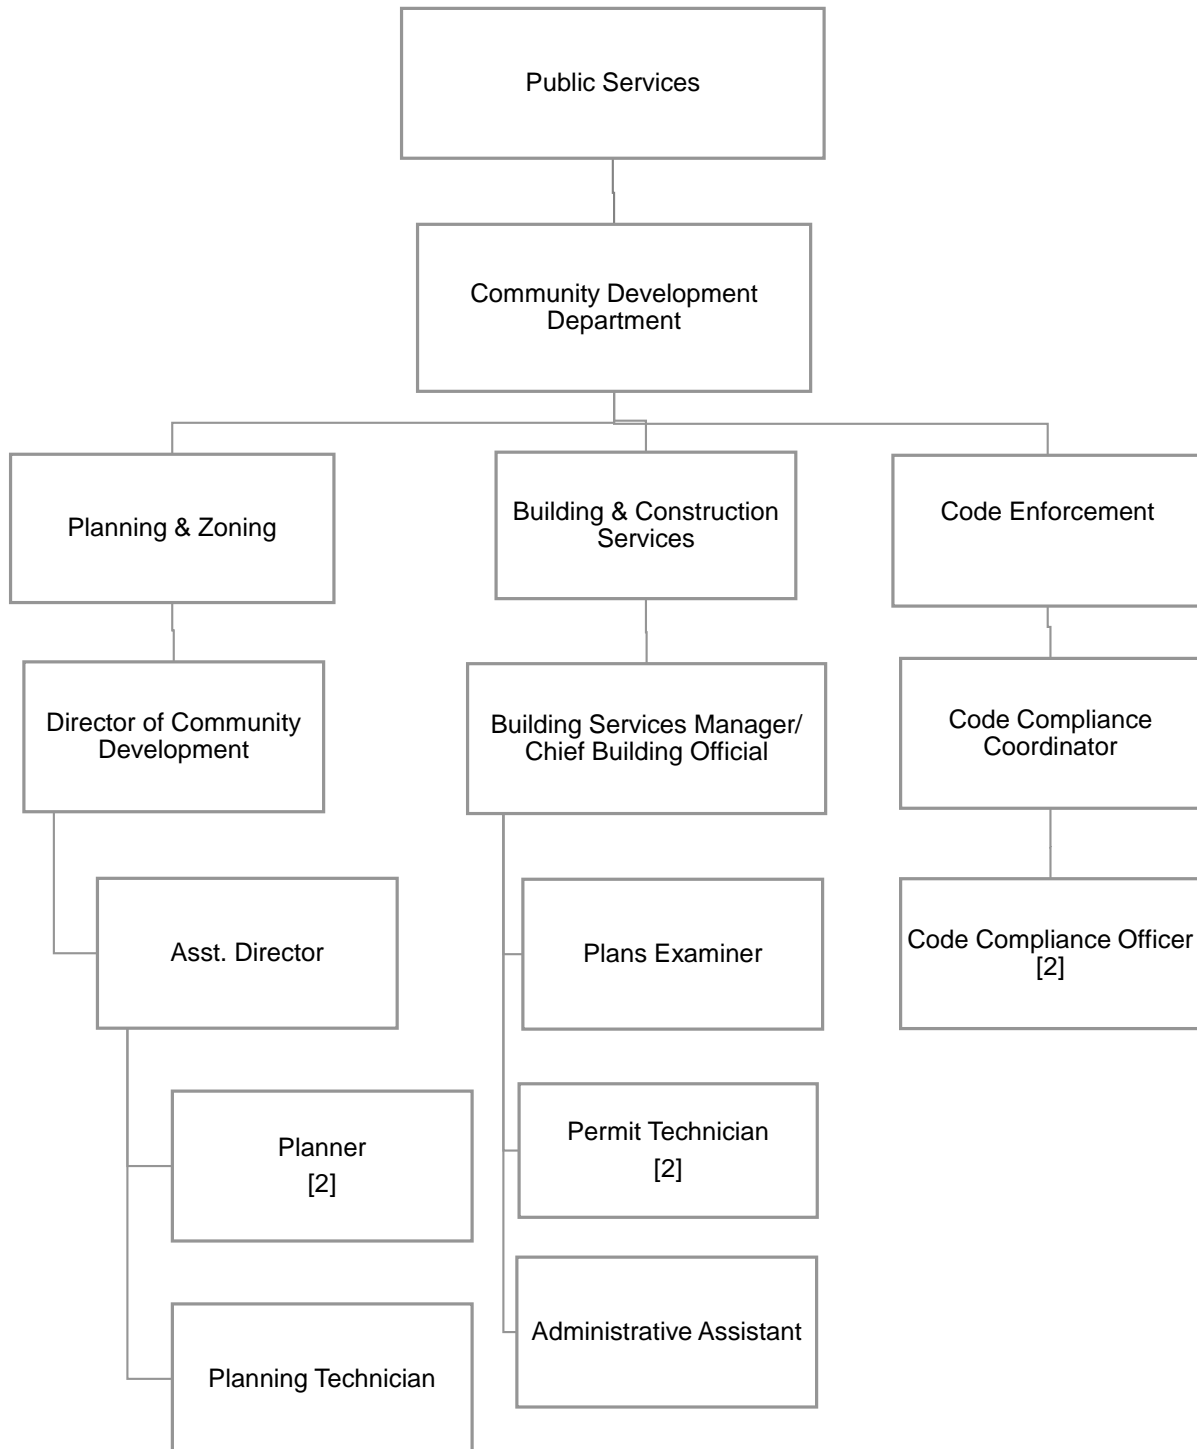 Public Services
Community Development
Department
Planning & Zoning
Building & Construction
Services
Code Enforcement
Director of Community
Development
Building Services Manager/
Chief Building Official
Code Compliance
Coordinator
Asst. Director
Plans Examiner
Code Compliance Officer
[2]
Planner
[2]
Permit Technician
[2]
Planning Technician
Administrative Assistant